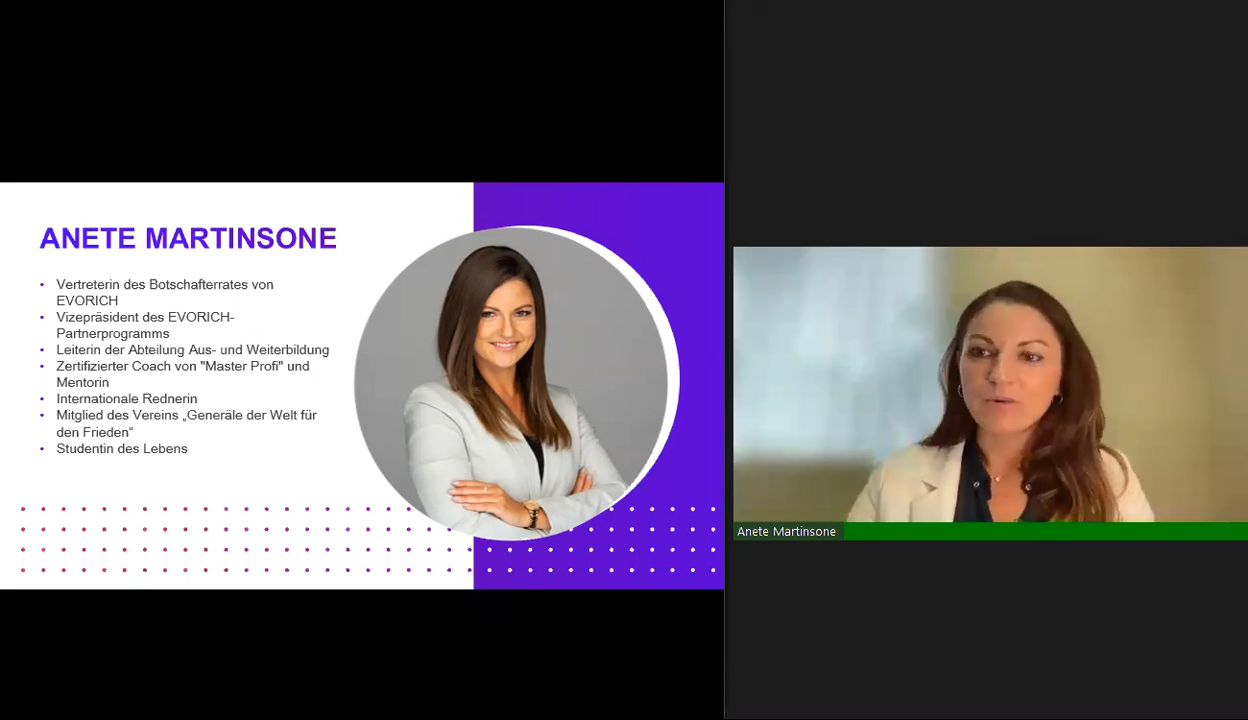 ANETE MARTINSONE
• Vertreterin des Botschafterrates von
EVORICH
• Vizepräsident des EVORICH-
Partnerprogramms
• Leiterin der Abteilung Aus- und Weiterbildung
• Zertifizierter Coach von "Master Profi" und
Mentorin
• Internationale Rednerin
• Mitglied des Vereins „Generäle der Welt für
den Frieden“
• Studentin des Lebens
Anete Martinsone